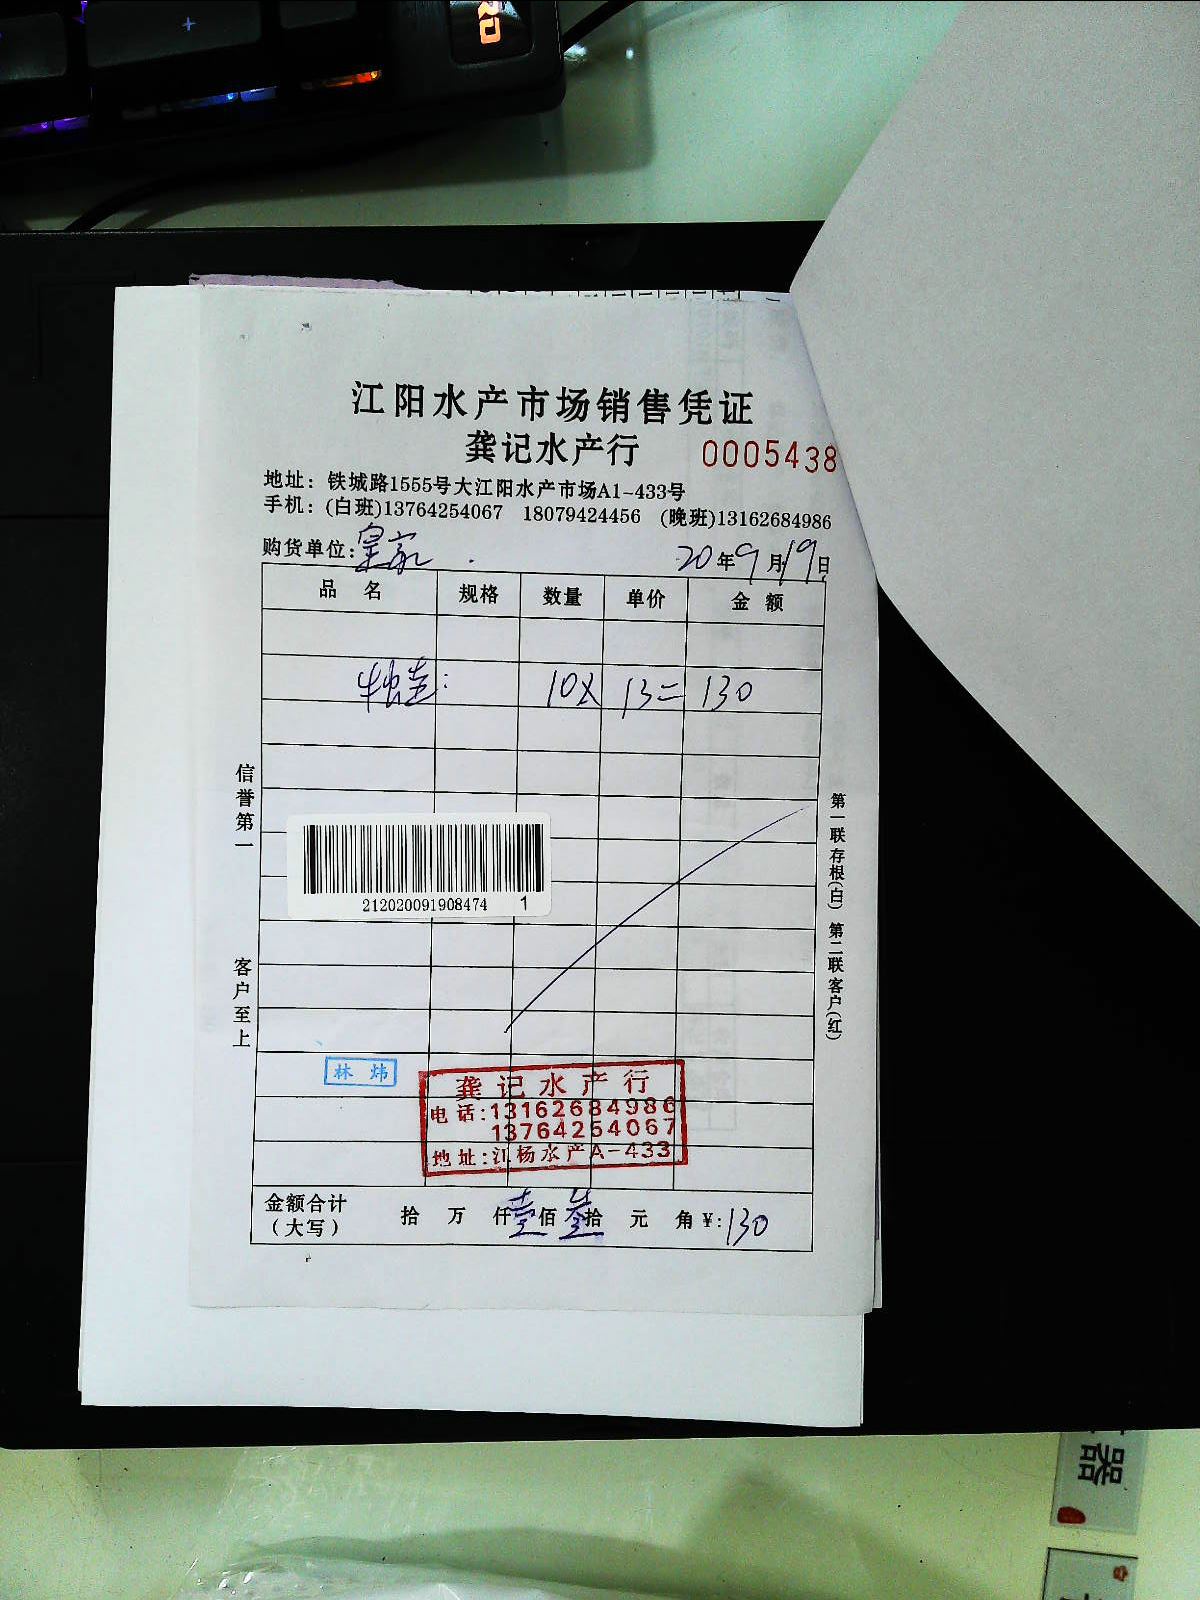 江阳水产市场销售凭证
龚记水产行 0005438
地址：铁城路1555号大江阳水产市场A1-433号
手机：(白班)13764254067 18079424456 (晚班)13162684986
购货单位：皇家 20年9月19日
品名 规格 数量 单价 金额
牛蛙： 10X 13= 130
信誉第一
客户至上
第一联存根(白) 第二联客户(红)
212020091908474 1
林炜
龚记水产行
电话:13162684986
13764254067
地址:江杨水产A-433
金额合计（大写） 拾 万 仟壹佰叁拾 元 角 ¥:130
器